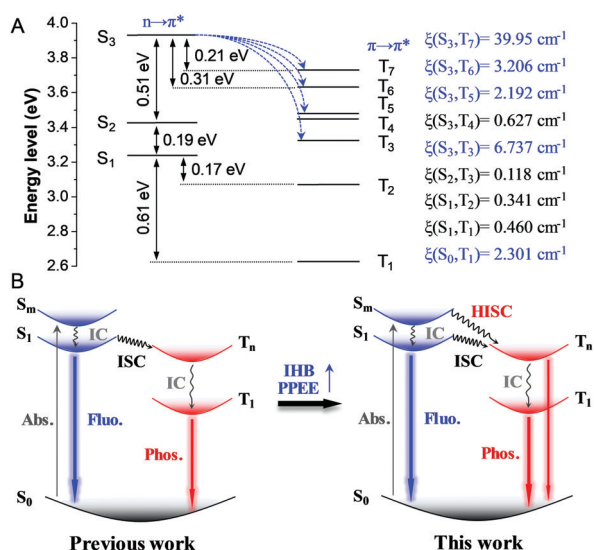 A
n→π*
π→π*
Energy level (eV)
4.0
3.8
3.6
3.4
3.2
3.0
2.8
2.6
S3
S2
S1
0.21 eV
0.31 eV
0.51 eV
0.19 eV
0.17 eV
0.61 eV
T7
T6
T5
T4
T3
T2
T1
ξ(S3,T7)= 39.95 cm-1
ξ(S3,T6)= 3.206 cm-1
ξ(S3,T5)= 2.192 cm-1
ξ(S3,T4)= 0.627 cm-1
ξ(S3,T3)= 6.737 cm-1
ξ(S2,T3)= 0.118 cm-1
ξ(S1,T2)= 0.341 cm-1
ξ(S1,T1)= 0.460 cm-1
ξ(S0,T1)= 2.301 cm-1
B
Sm
S1
IC
ISC
Tn
IC
T1
Abs.
Fluo.
Phos.
S0
Previous work
IHB
PPEE
Sm
HISC
S1
IC
ISC
Tn
IC
T1
Abs.
Fluo.
Phos.
S0
This work